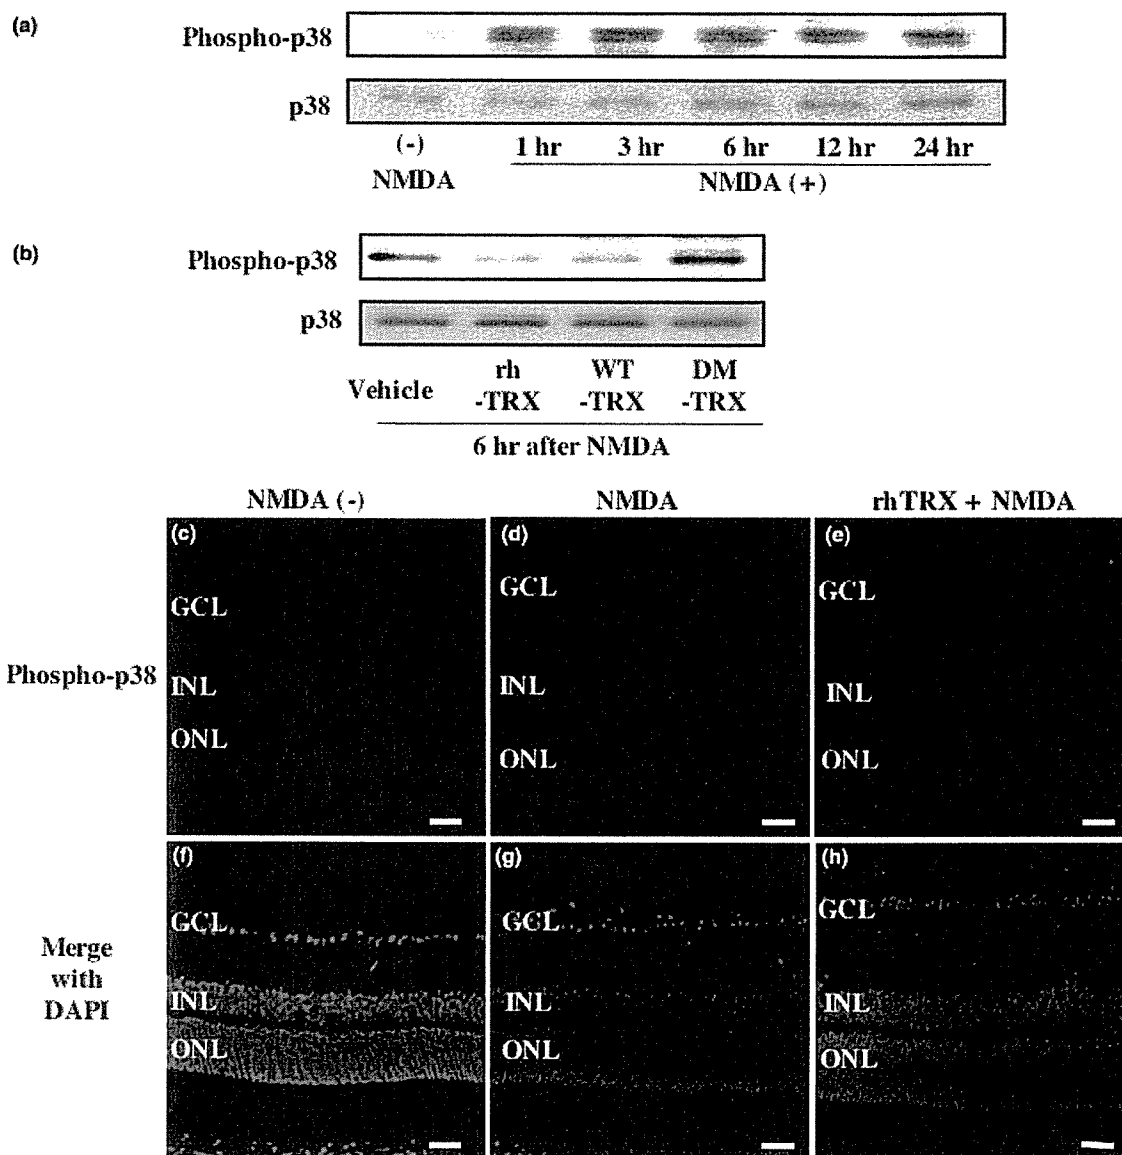 (a)
Phospho-p38
p38
(-) 1 hr 3 hr 6 hr 12 hr 24 hr
NMDA NMDA (+)
(b)
Phospho-p38
p38
Vehicle rh -TRX WT -TRX DM -TRX
6 hr after NMDA
NMDA (-) NMDA rhTRX + NMDA
(c) (d) (e)
Phospho-p38
GCL GCL GCL
INL INL INL
ONL ONL ONL
(f) (g) (h)
Merge
with
DAPI
GCL GCL GCL
INL INL INL
ONL ONL ONL